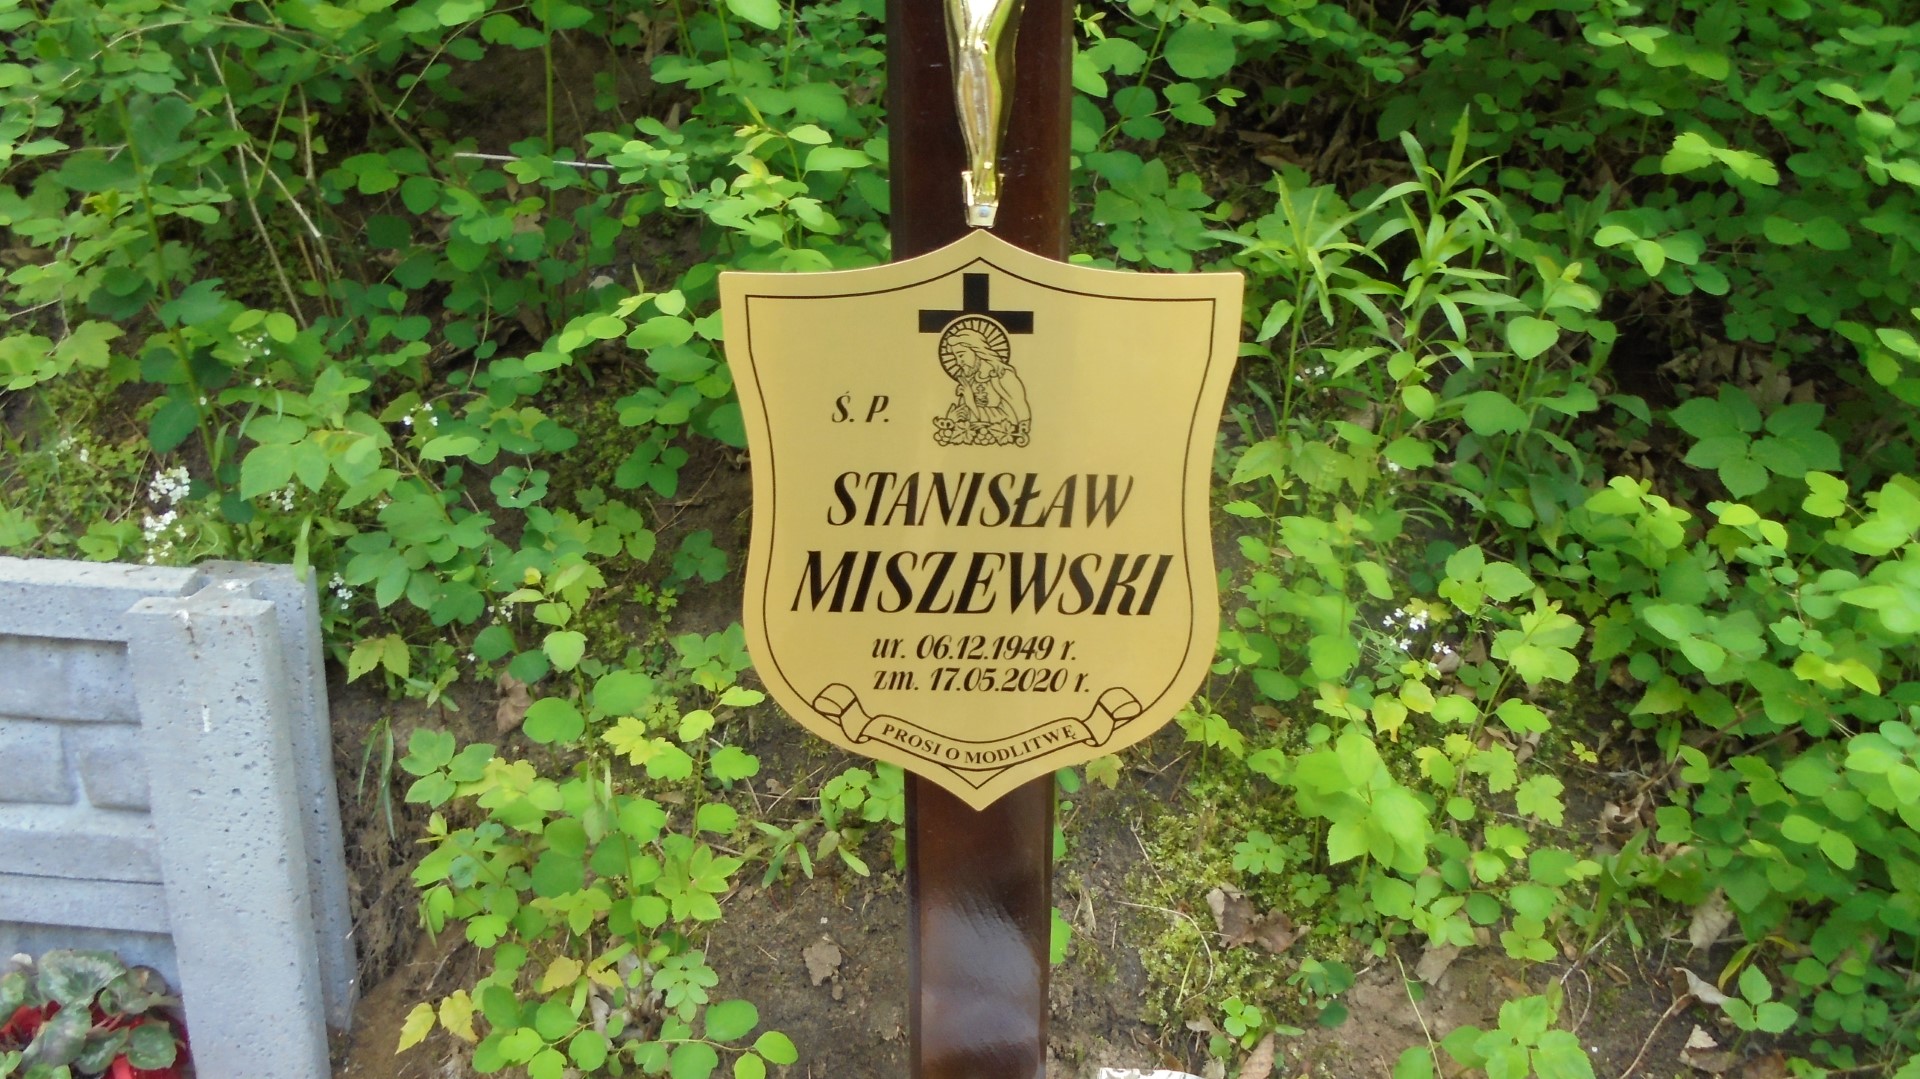 Ś. P.
STANISŁAW
MISZEWSKI
ur. 06.12.1949 r.
zm. 17.05.2020 r.
PROSI O MODLITWĘ